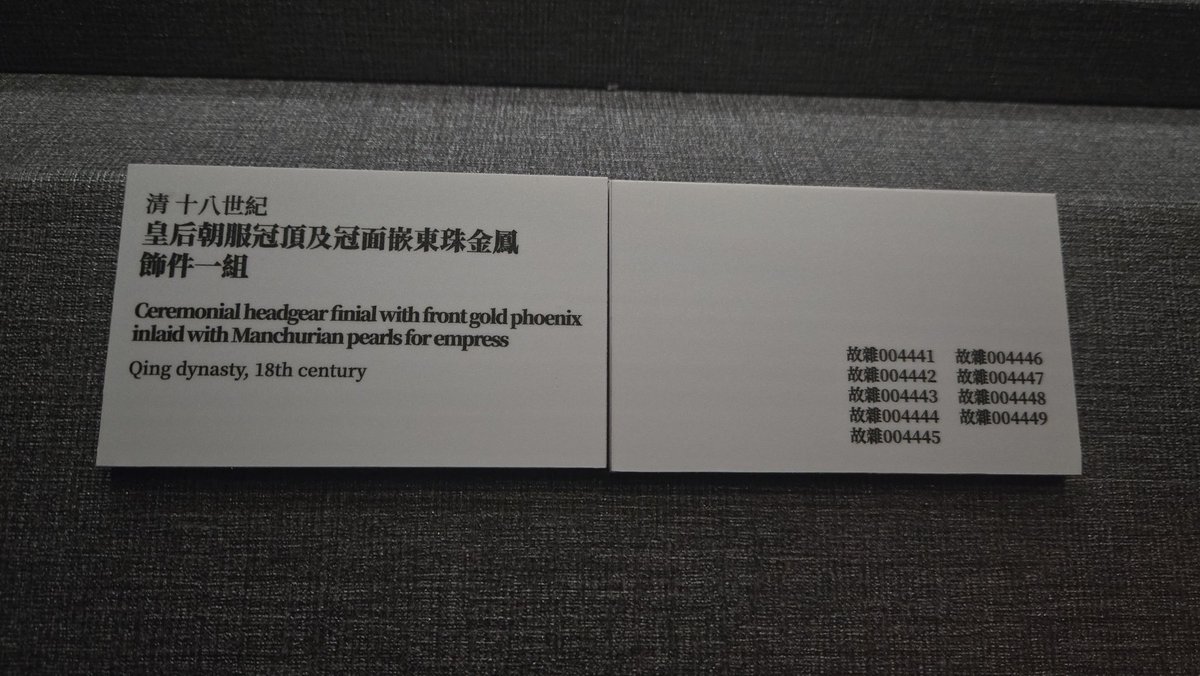 清 十八世紀
皇后朝服冠頂及冠面嵌東珠金鳳
飾件一組
Ceremonial headgear finial with front gold phoenix
inlaid with Manchurian pearls for empress
Qing dynasty, 18th century
故雜004441
故雜004442
故雜004443
故雜004444
故雜004445
故雜004446
故雜004447
故雜004448
故雜004449